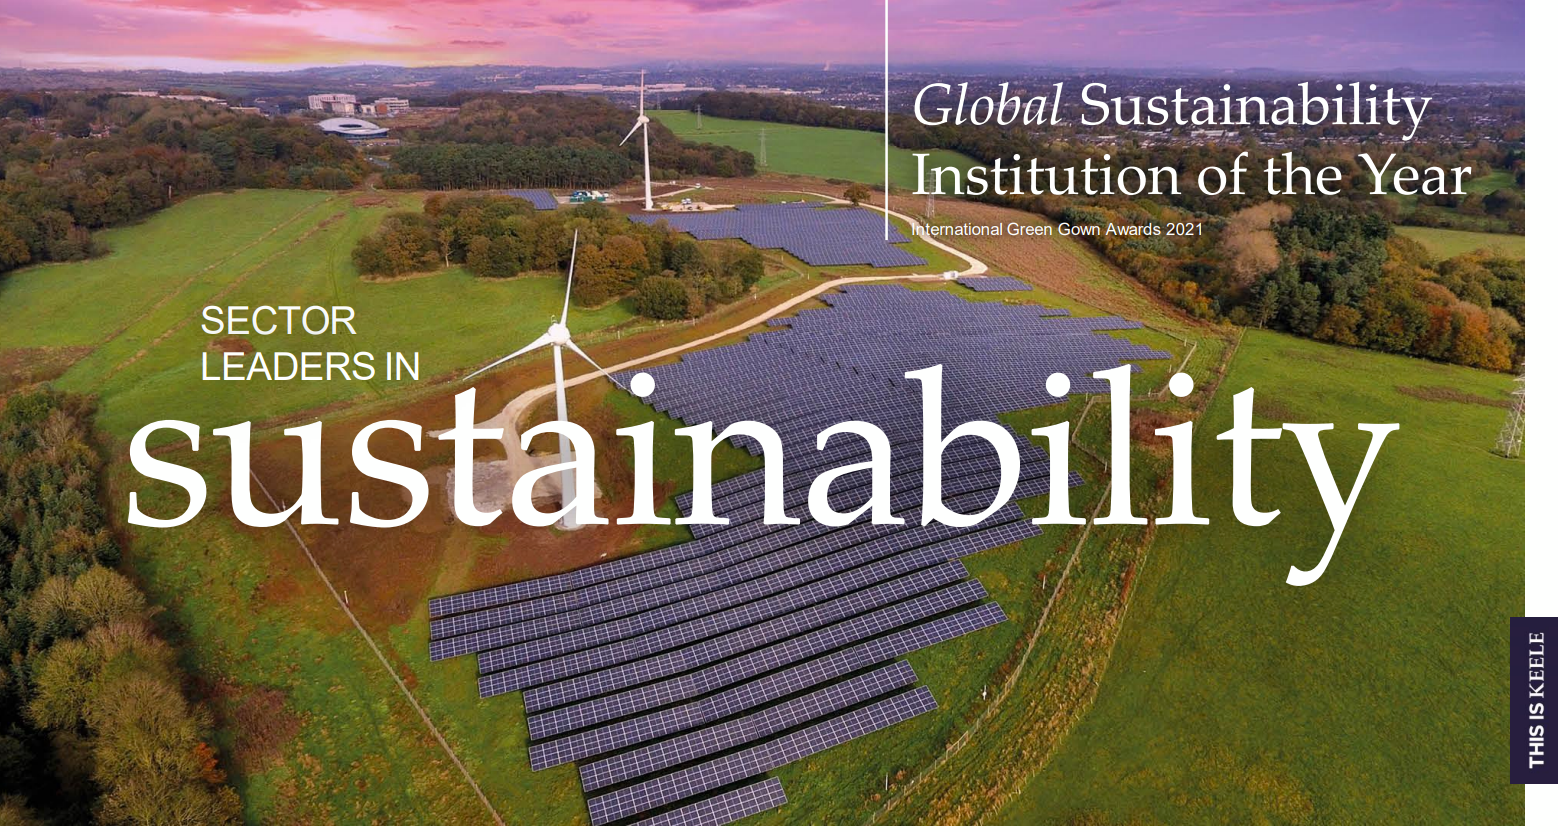 Global Sustainability
Institution of the Year
International Green Gown Awards 2021
SECTOR
LEADERS IN
sustainability
THIS IS KEELE